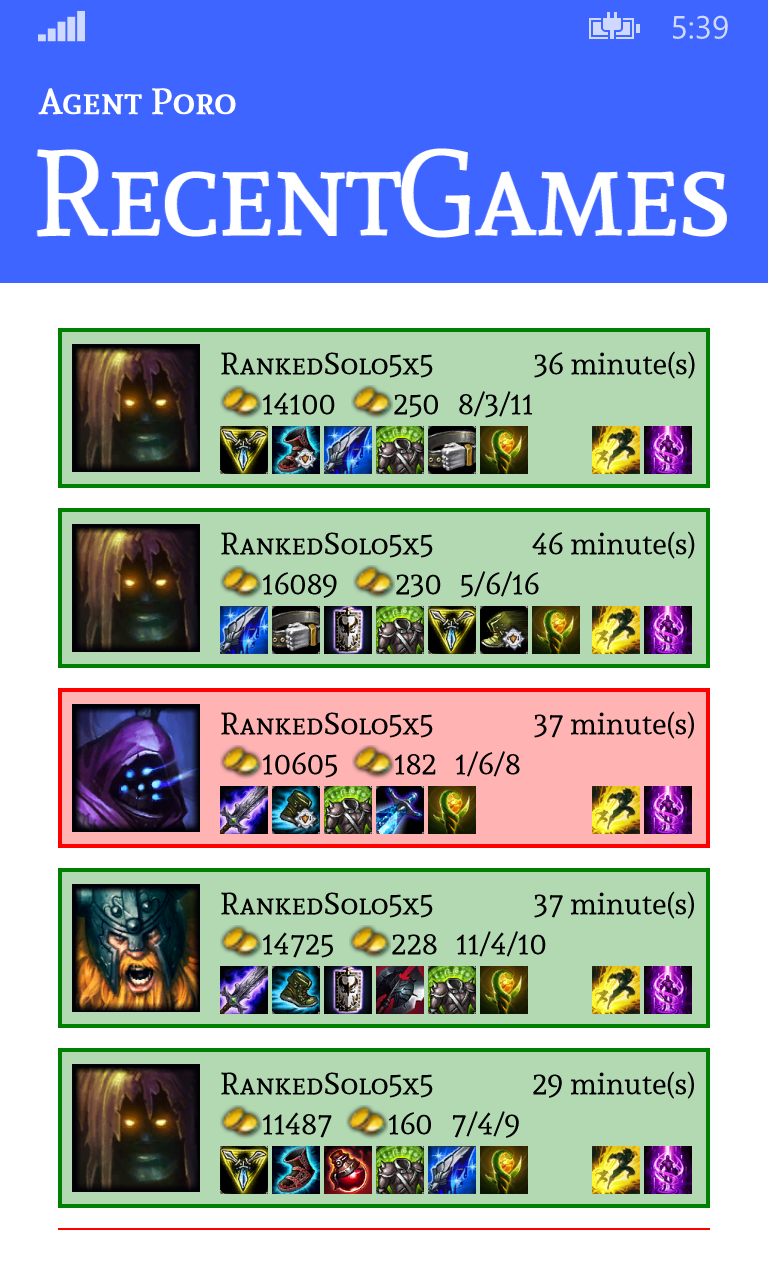 5:39
Agent Poro
RecentGames
RankedSolo5x5 36 minute(s)
14100 250 8/3/11
RankedSolo5x5 46 minute(s)
16089 230 5/6/16
RankedSolo5x5 37 minute(s)
10605 182 1/6/8
RankedSolo5x5 37 minute(s)
14725 228 11/4/10
RankedSolo5x5 29 minute(s)
11487 160 7/4/9